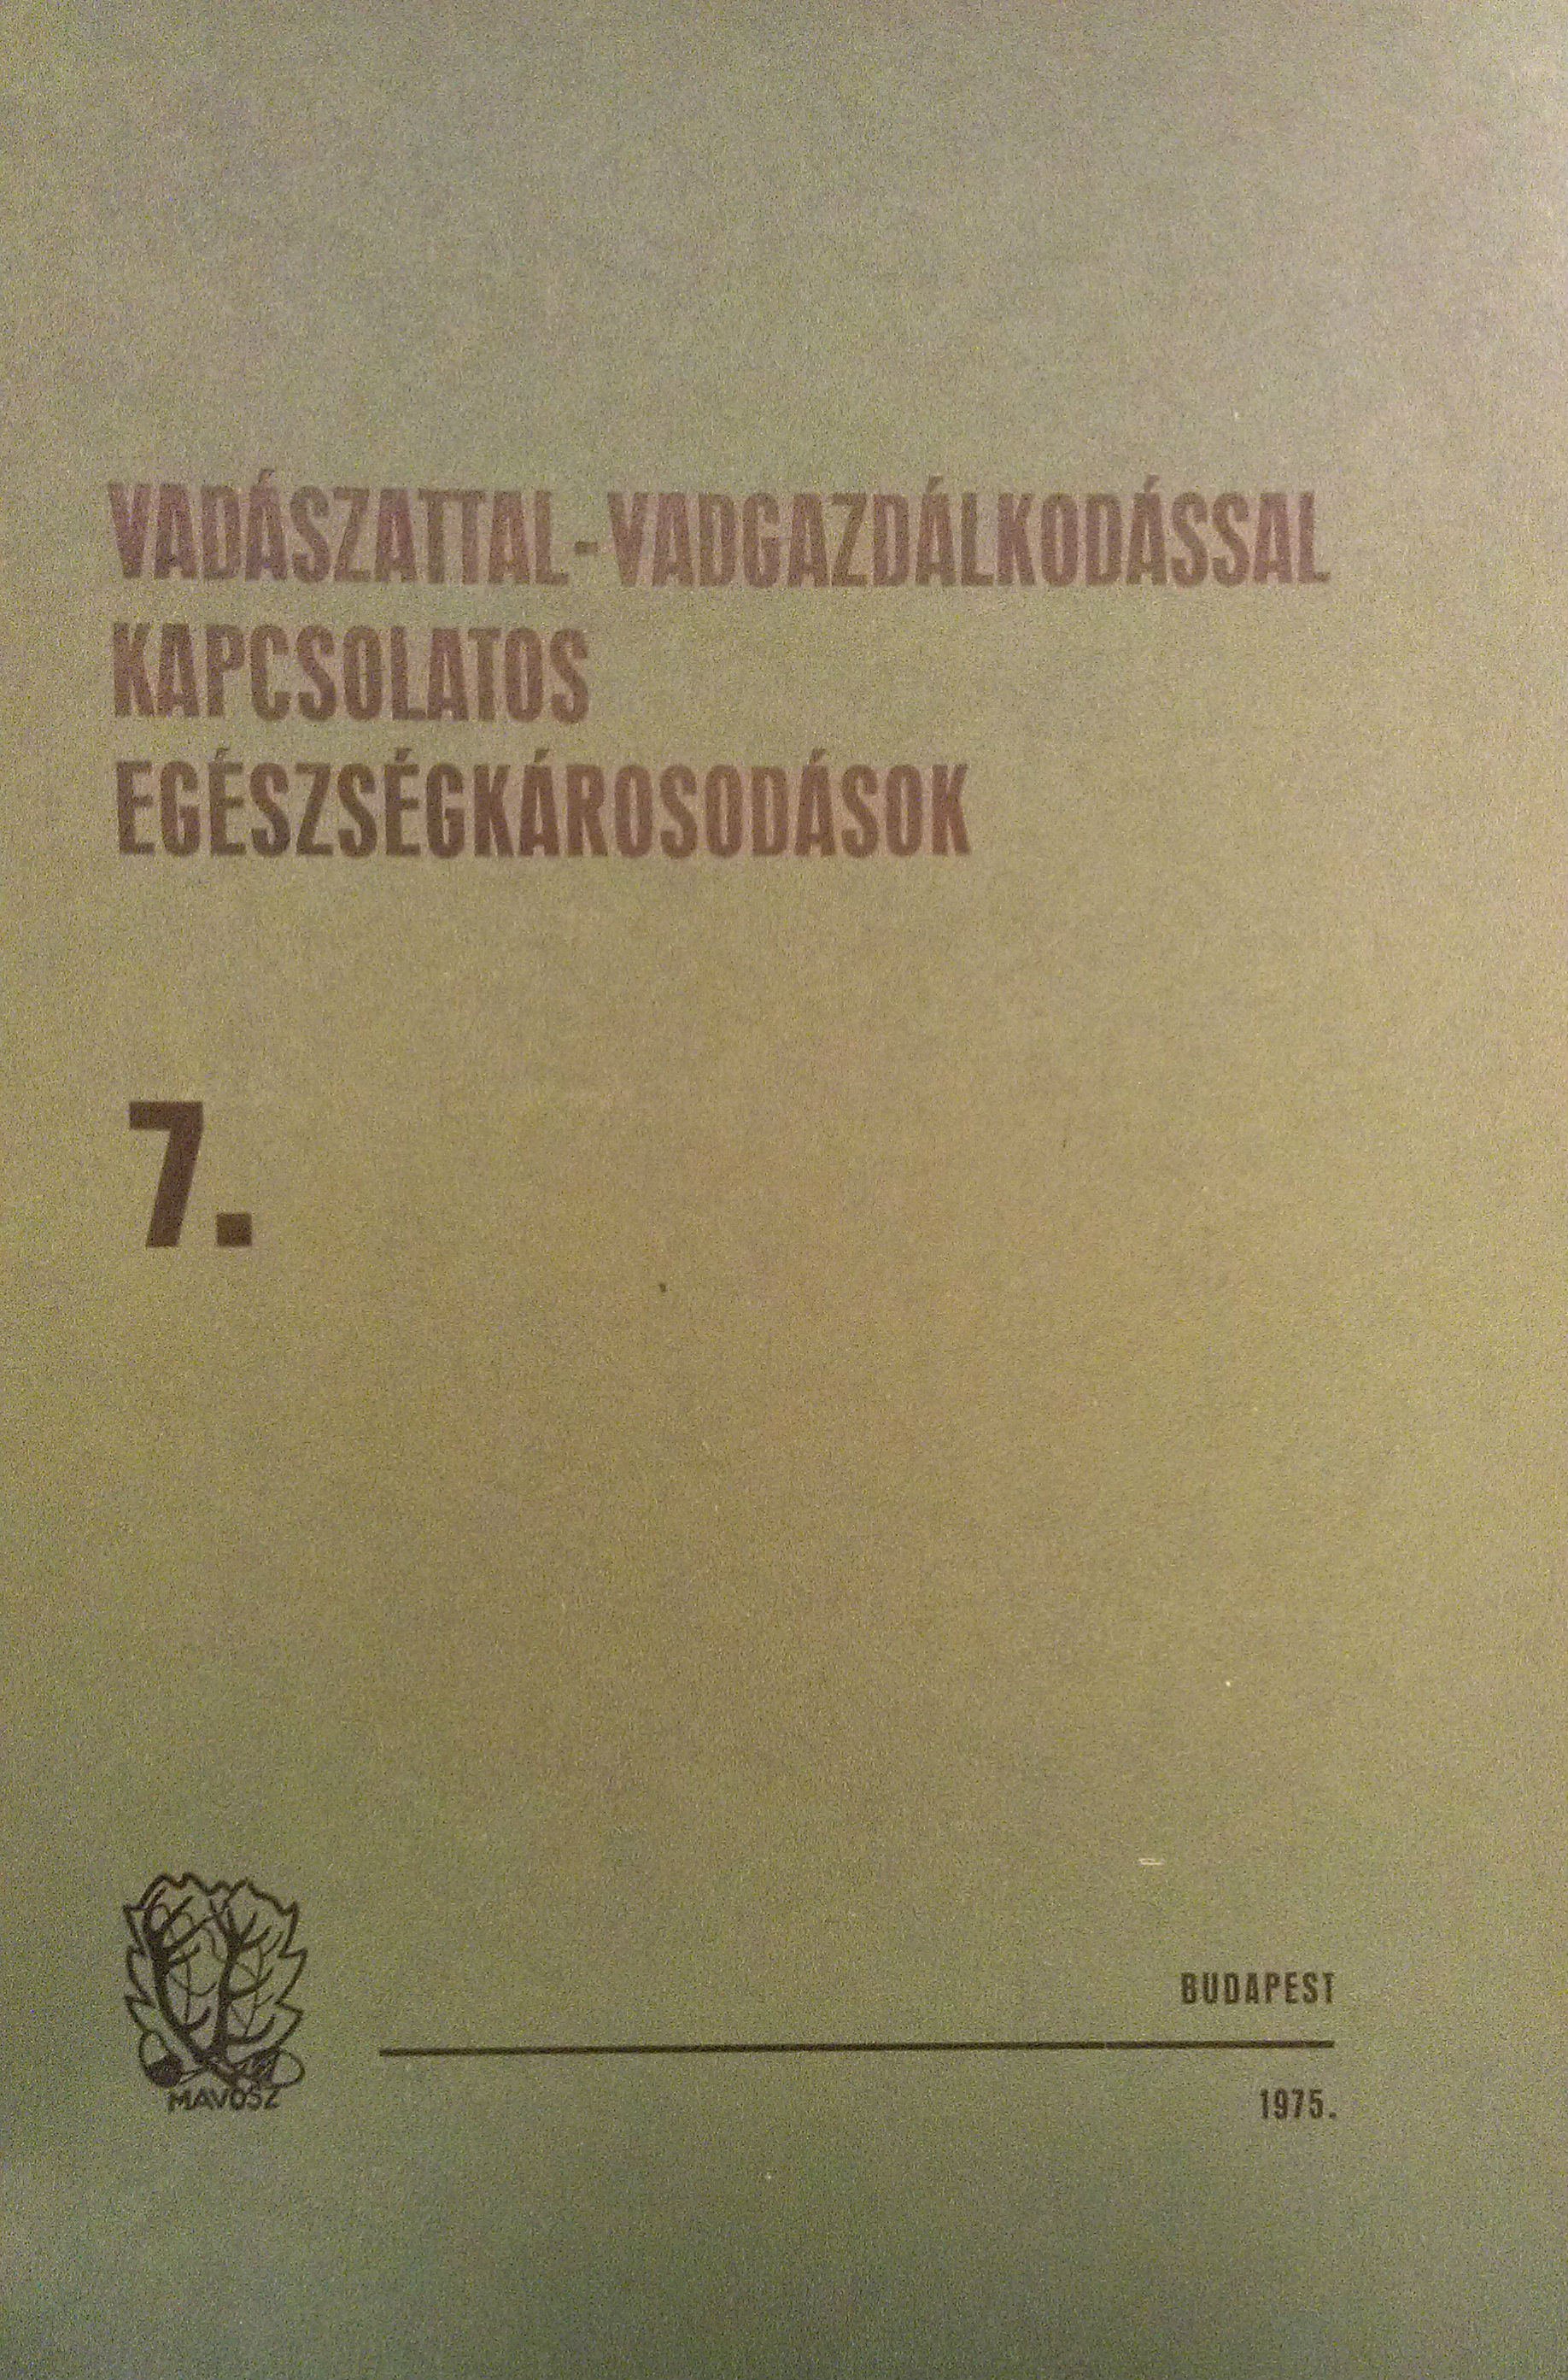 VADÁSZATTAL-VADGAZDÁLKODÁSSAL
KAPCSOLATOS
EGÉSZSÉGKÁROSODÁSOK
7.
MAVOSZ
BUDAPEST
1975.